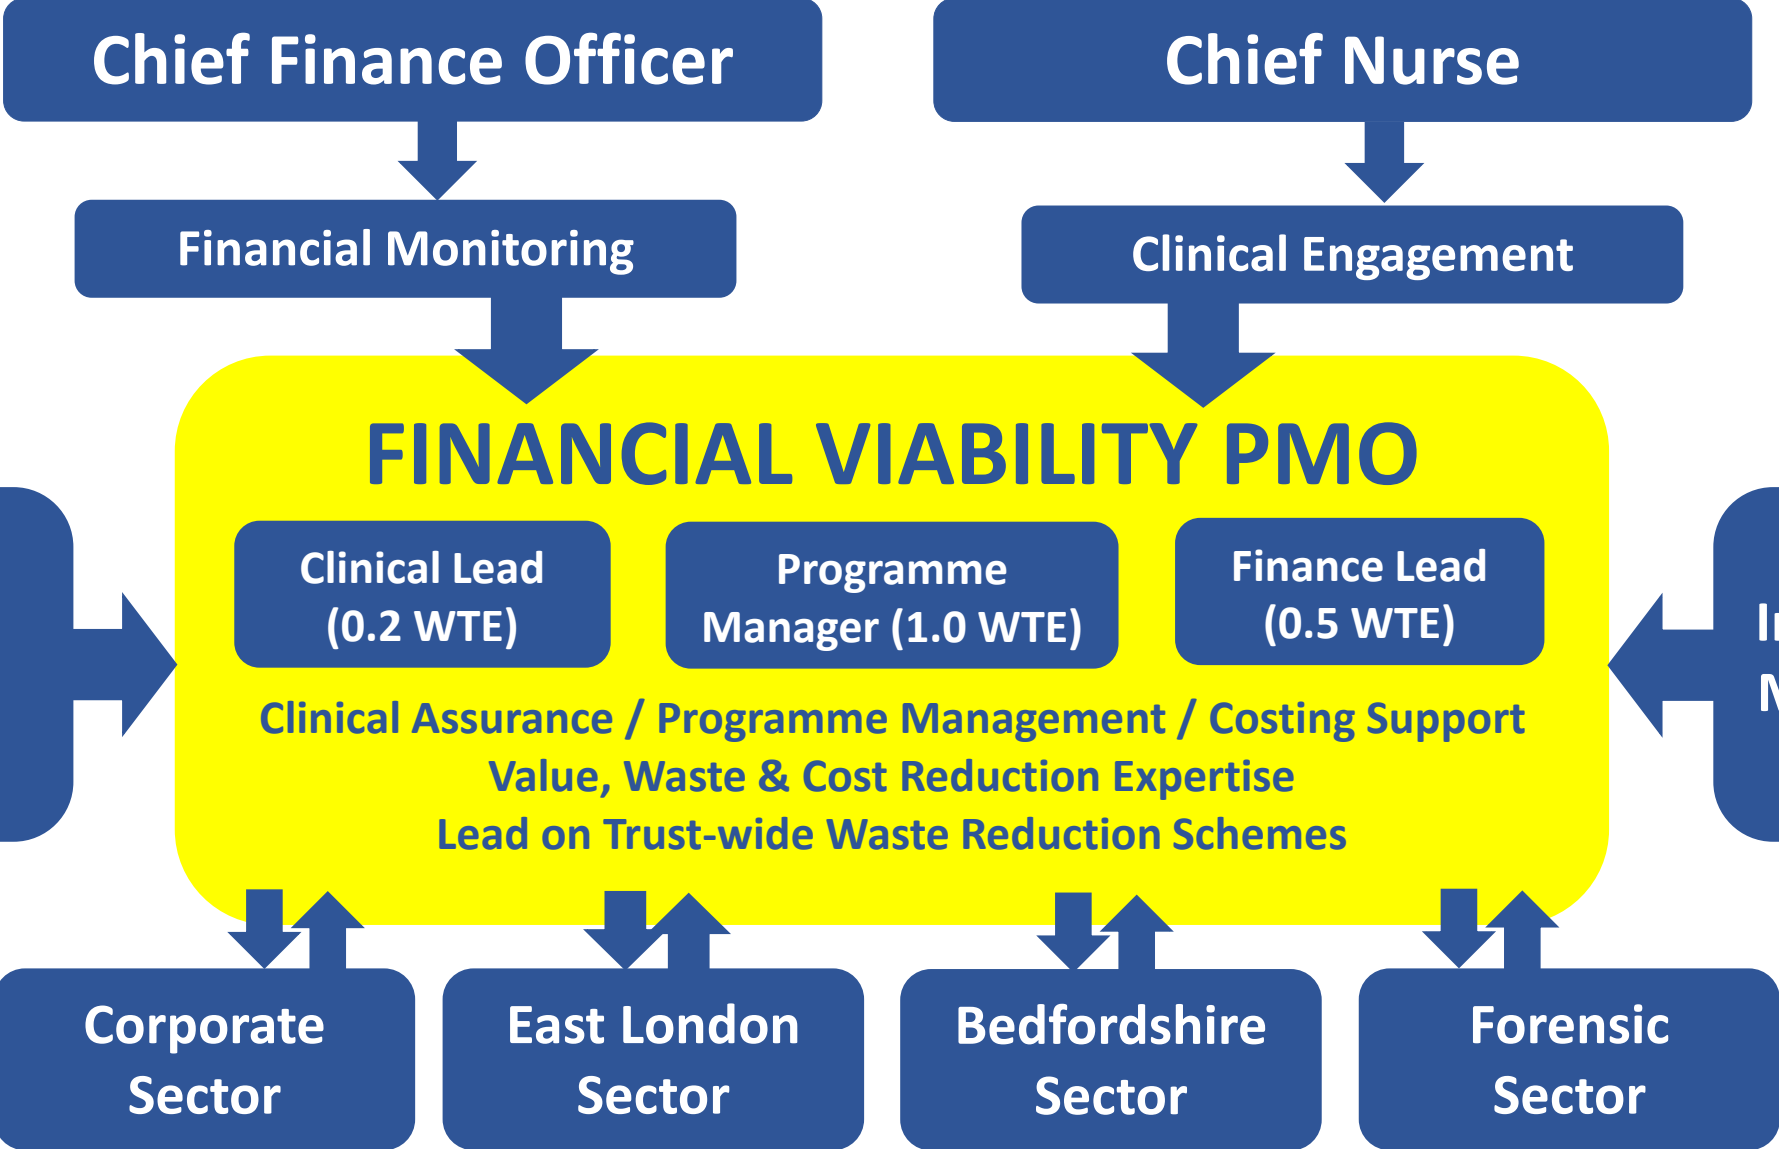 Chief Finance Officer
Chief Nurse
Financial Monitoring
Clinical Engagement
FINANCIAL VIABILITY PMO
Clinical Lead
(0.2 WTE)
Programme
Manager (1.0 WTE)
Finance Lead
(0.5 WTE)
Clinical Assurance / Programme Management / Costing Support
Value, Waste & Cost Reduction Expertise
Lead on Trust-wide Waste Reduction Schemes
Corporate
Sector
East London
Sector
Bedfordshire
Sector
Forensic
Sector